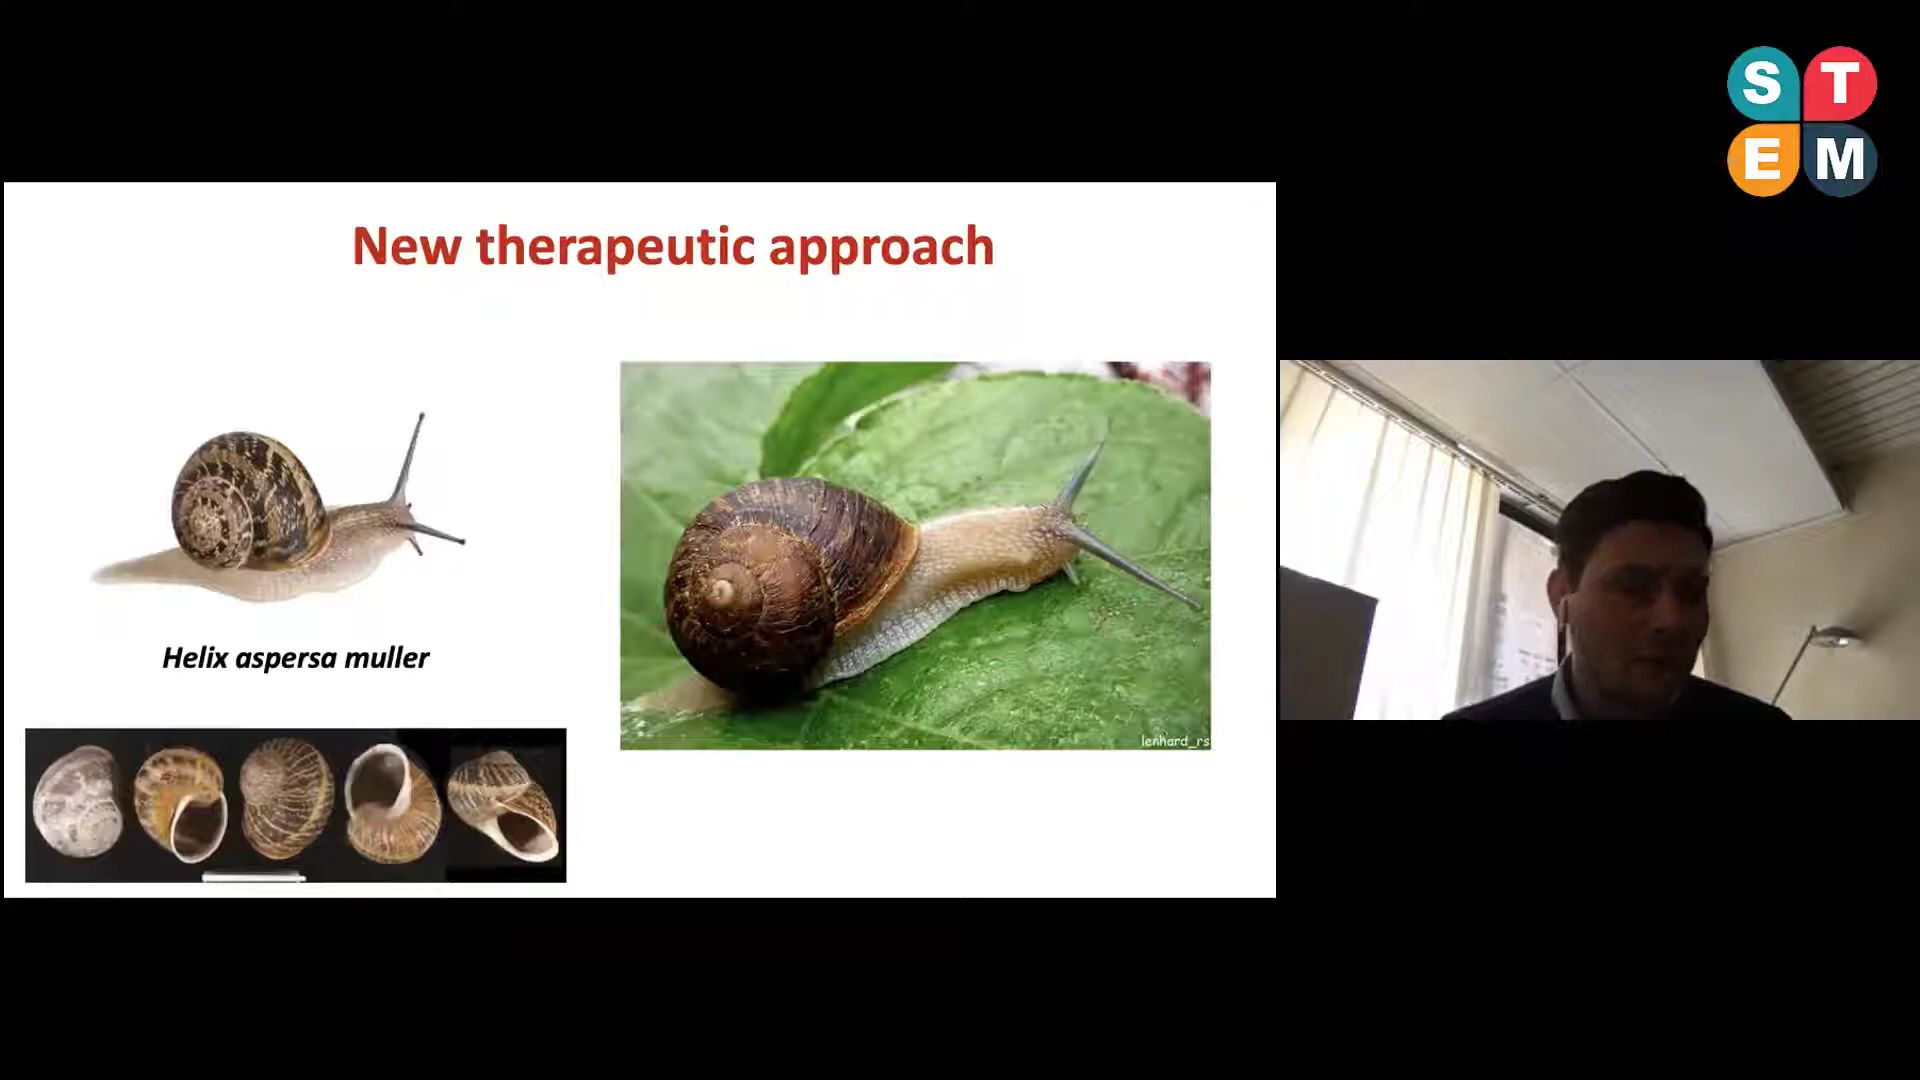 S T
E M
New therapeutic approach
Helix aspersa muller
lenhard_rs